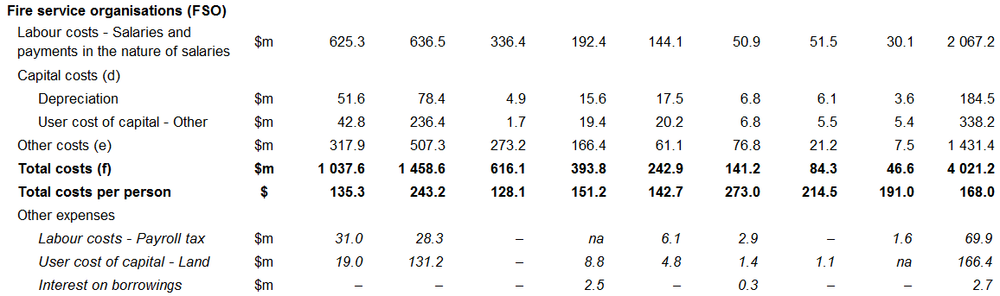 Fire service organisations (FSO)
Labour costs - Salaries and
payments in the nature of salaries $m 625.3 636.5 336.4 192.4 144.1 50.9 51.5 30.1 2 067.2
Capital costs (d)
Depreciation $m 51.6 78.4 4.9 15.6 17.5 6.8 6.1 3.6 184.5
User cost of capital - Other $m 42.8 236.4 1.7 19.4 20.2 6.8 5.5 5.4 338.2
Other costs (e) $m 317.9 507.3 273.2 166.4 61.1 76.8 21.2 7.5 1 431.4
Total costs (f) $m 1 037.6 1 458.6 616.1 393.8 242.9 141.2 84.3 46.6 4 021.2
Total costs per person $ 135.3 243.2 128.1 151.2 142.7 273.0 214.5 191.0 168.0
Other expenses
Labour costs - Payroll tax $m 31.0 28.3 – na 6.1 2.9 – 1.6 69.9
User cost of capital - Land $m 19.0 131.2 – 8.8 4.8 1.4 1.1 na 166.4
Interest on borrowings $m – – – 2.5 – 0.3 – – 2.7